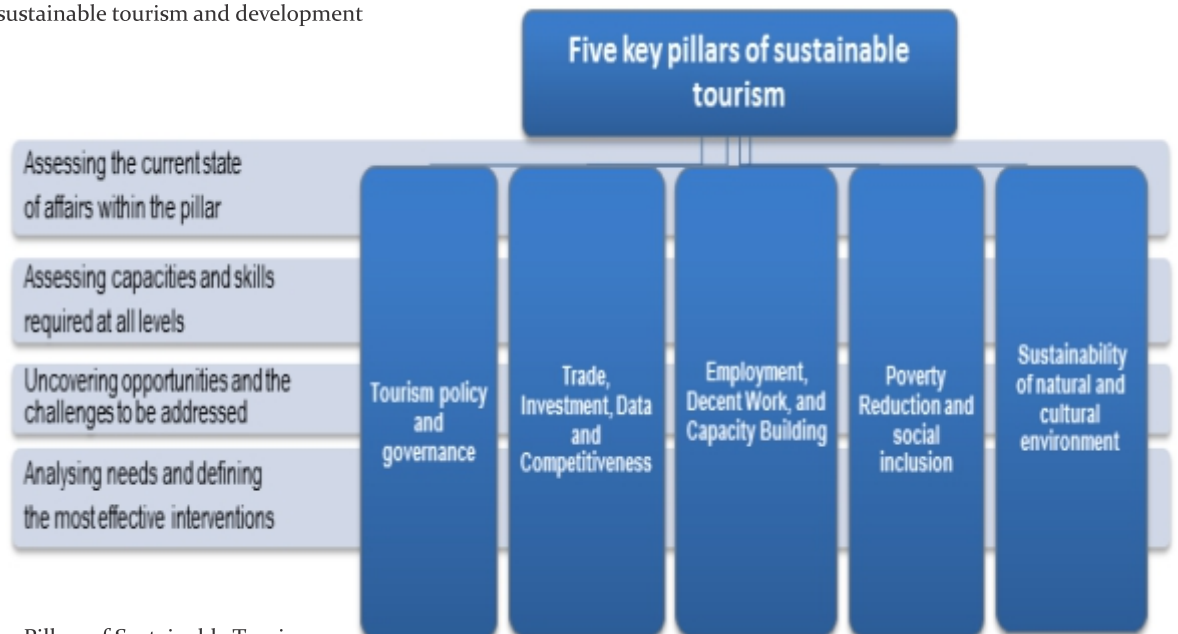 sustainable tourism and development
Five key pillars of sustainable
tourism
Assessing the current state
of affairs within the pillar
Assessing capacities and skills
required at all levels
Uncovering opportunities and the
challenges to be addressed
Analysing needs and defining
the most effective interventions
Tourism policy
and
governance
Trade,
Investment, Data
and
Competitiveness
Employment,
Decent Work, and
Capacity Building
Poverty
Reduction and
social
inclusion
Sustainability
of natural and
cultural
environment